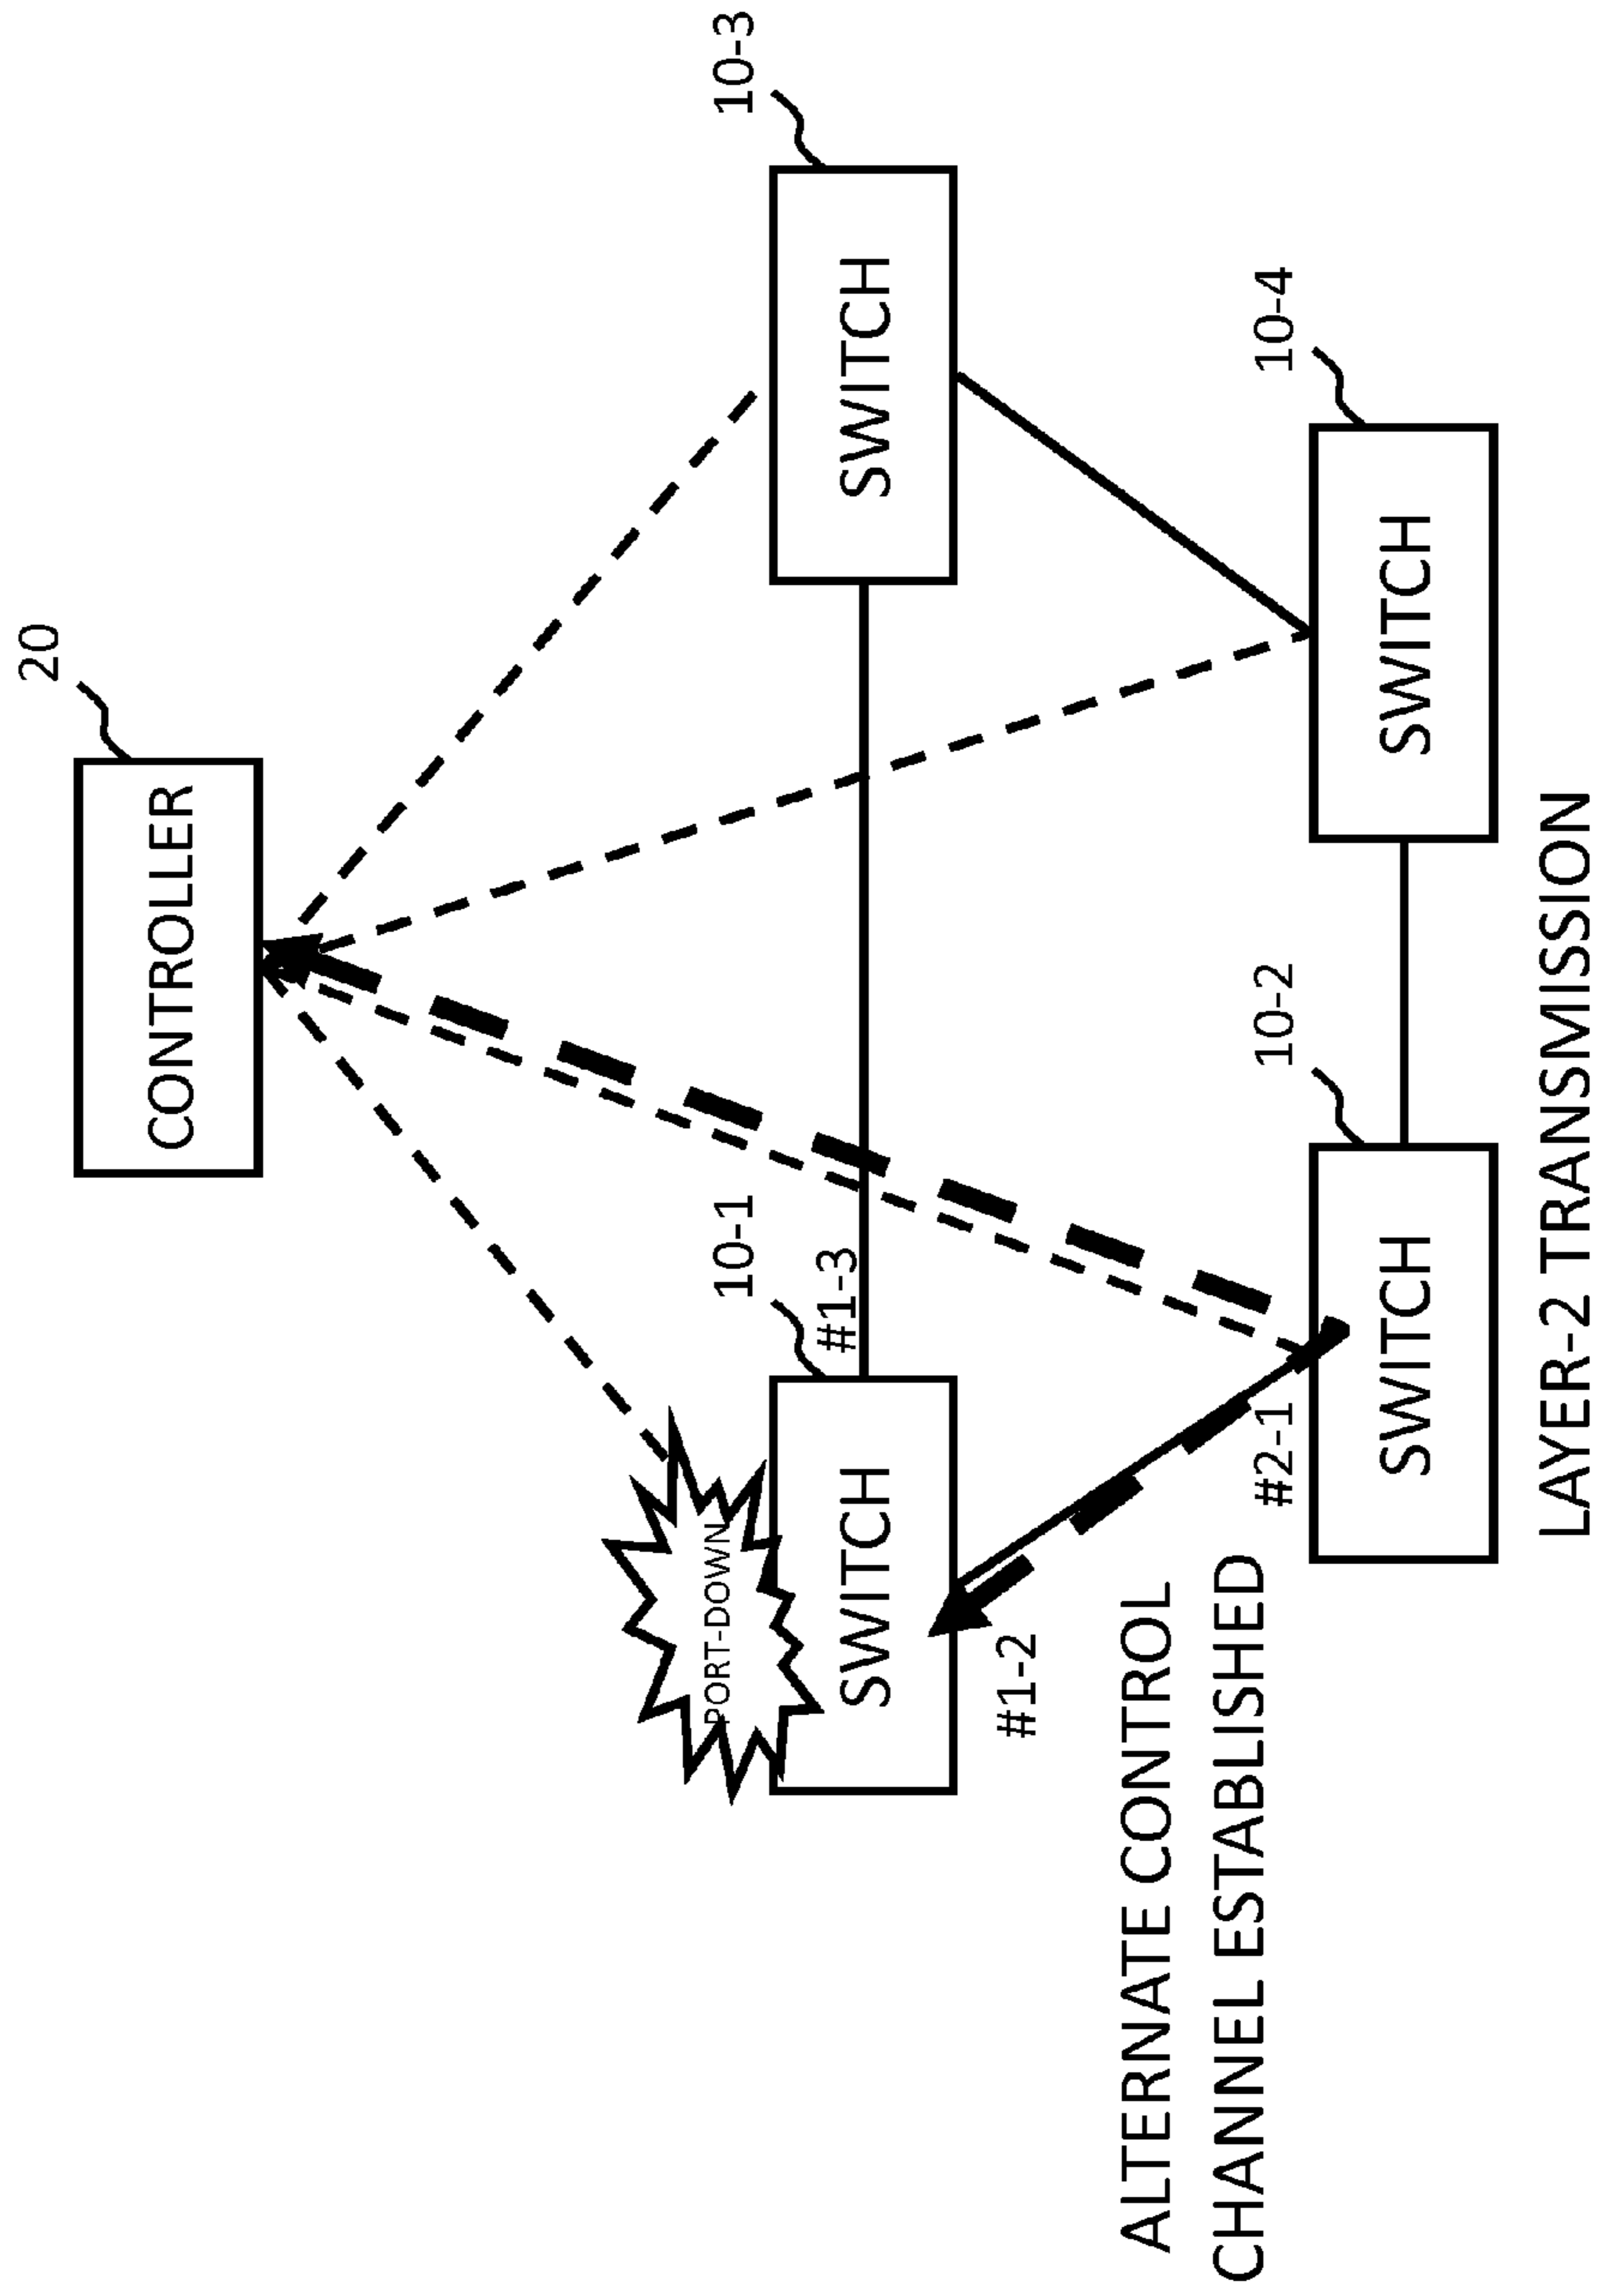 20
CONTROLLER
10-1
10-3
PORT-DOWN
#1-3
SWITCH
SWITCH
#1-2
ALTERNATE CONTROL
CHANNEL ESTABLISHED
#2-1
10-2
10-4
SWITCH
SWITCH
LAYER-2 TRANSMISSION